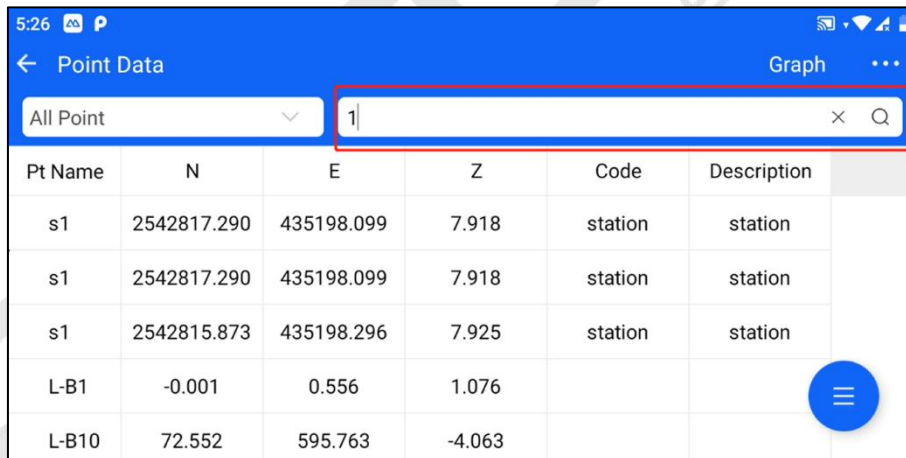 5:26
Point Data Graph
All Point 1
Pt Name N E Z Code Description
s1 2542817.290 435198.099 7.918 station station
s1 2542817.290 435198.099 7.918 station station
s1 2542815.873 435198.296 7.925 station station
L-B1 -0.001 0.556 1.076
L-B10 72.552 595.763 -4.063